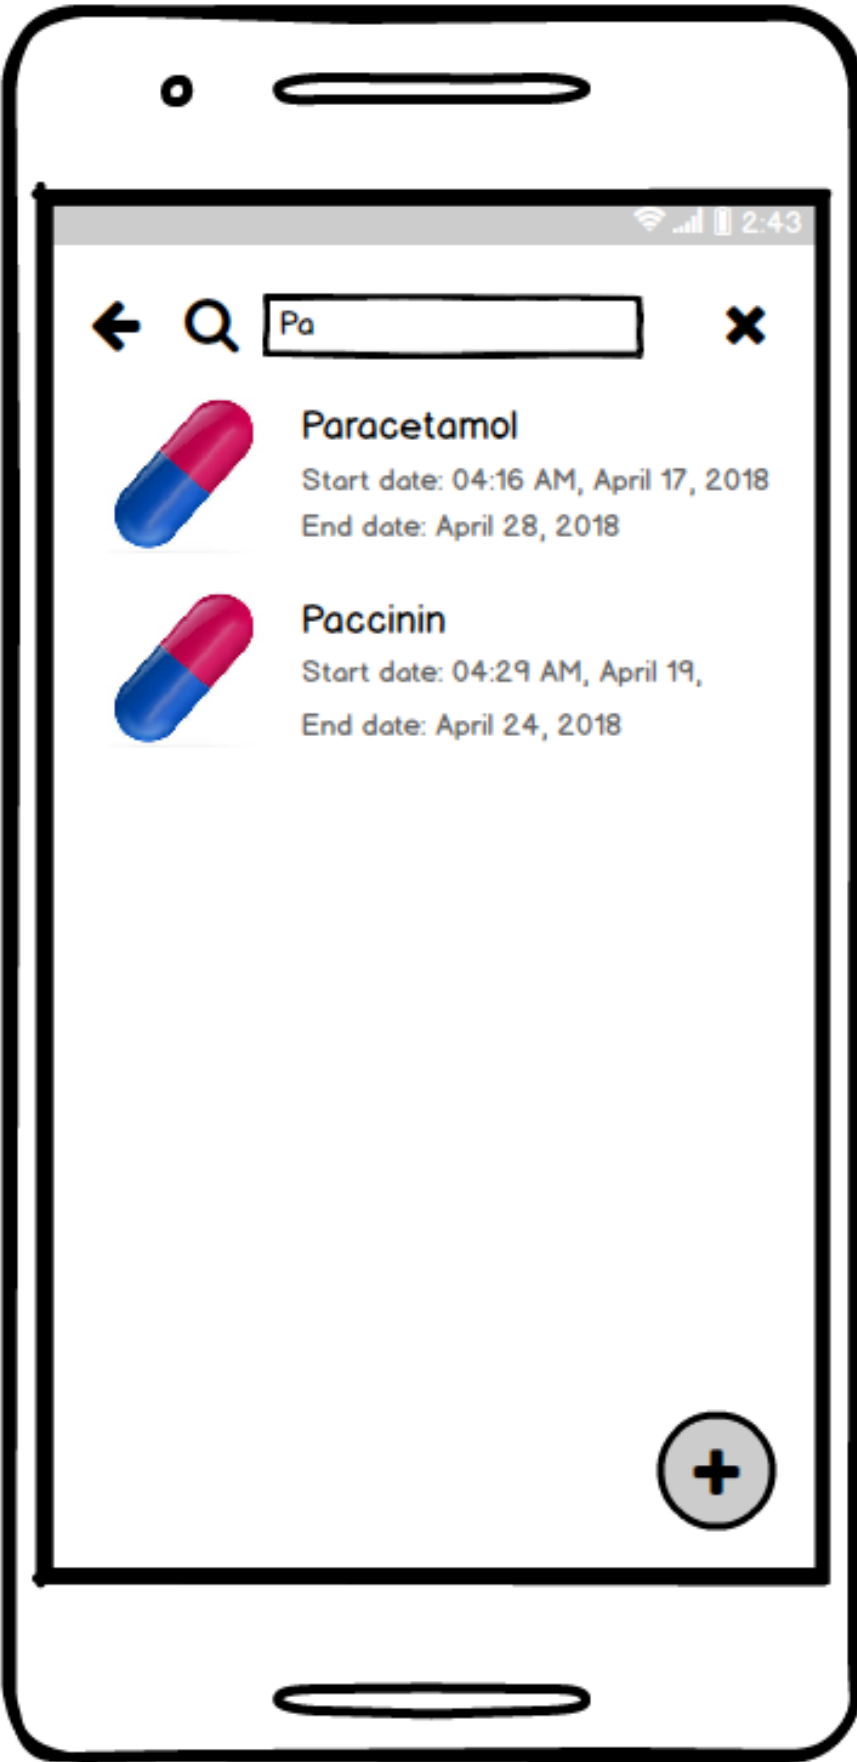 2:43
Pa
Paracetamol
Start date: 04:16 AM, April 17, 2018
End date: April 28, 2018
Paccinin
Start date: 04:29 AM, April 19,
End date: April 24, 2018